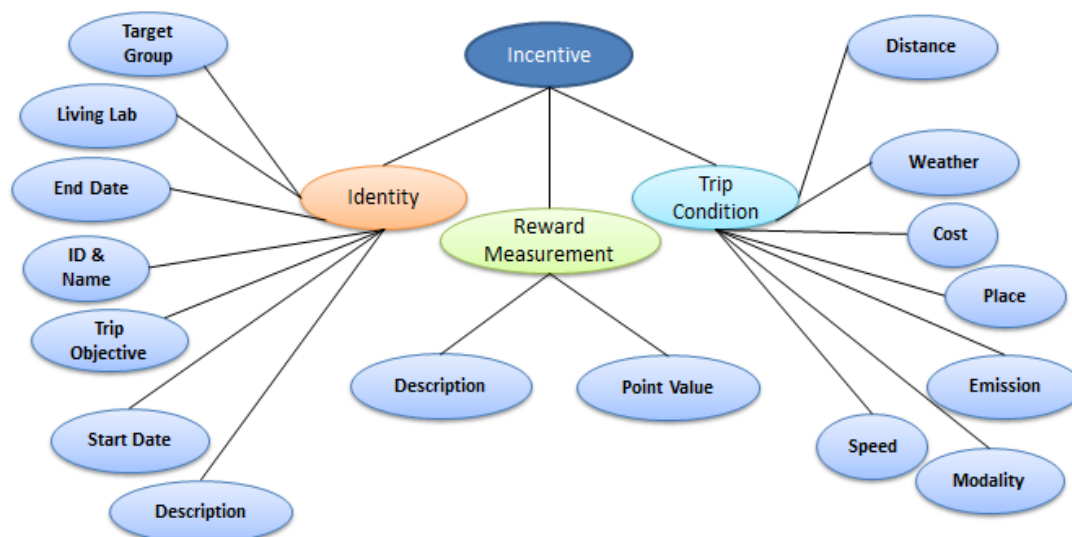 Target
Group
Incentive
Distance
Living Lab
Weather
End Date
Identity
Trip
Condition
Reward
Measurement
Cost
ID &
Name
Place
Trip
Objective
Description
Point Value
Emission
Start Date
Speed
Modality
Description